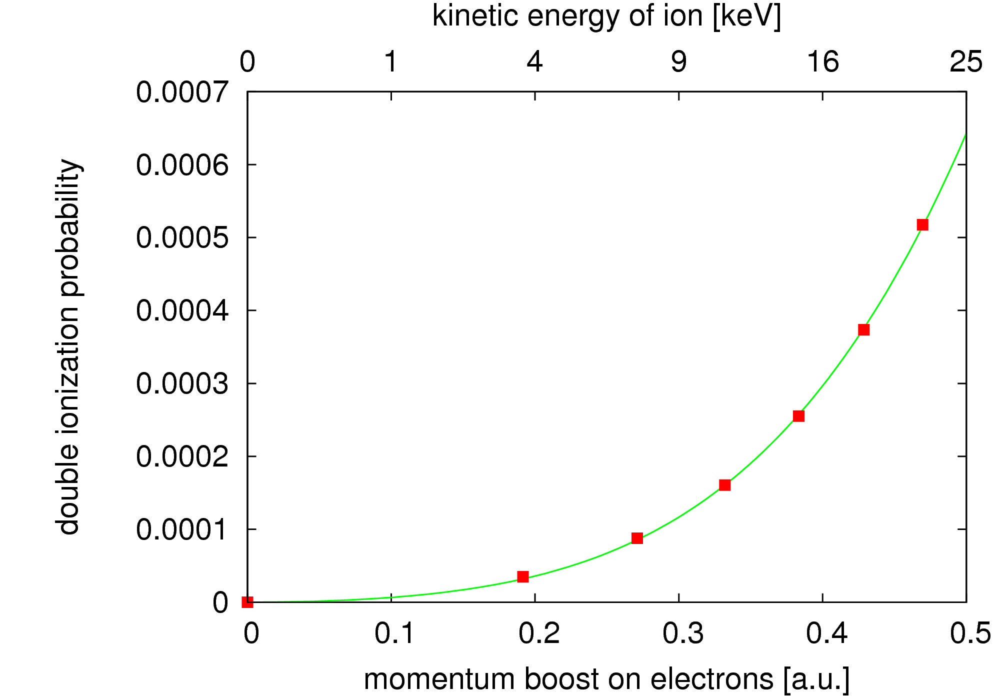 kinetic energy of ion [keV]
0 1 4 9 16 25
0.0007
0.0006
0.0005
0.0004
0.0003
0.0002
0.0001
0
double ionization probability
0 0.1 0.2 0.3 0.4 0.5
momentum boost on electrons [a.u.]